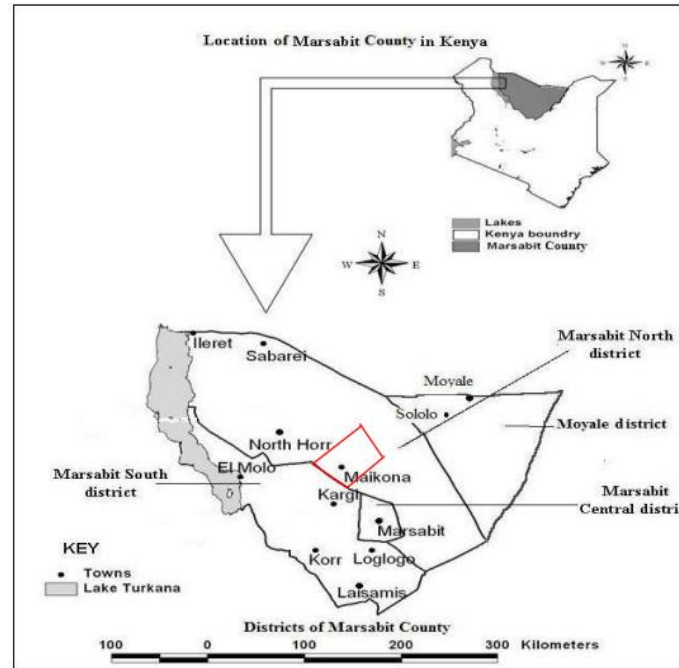 Location of Marsabit County in Kenya
N
W E
S
Lakes
Kenya boundry
Marsabit County
N
W E
S
Ileret
Sabarei
Marsabit North
district
Moyale
Sololo
Moyale district
North Horr
El Molo
Maikona
Marsabit South
district
Kargi
Marsabit
Central distri
Marsabit
KEY
Korr
Loglogo
Towns
Lake Turkana
Laisamis
Districts of Marsabit County
100 0 100 200 300 Kilometers